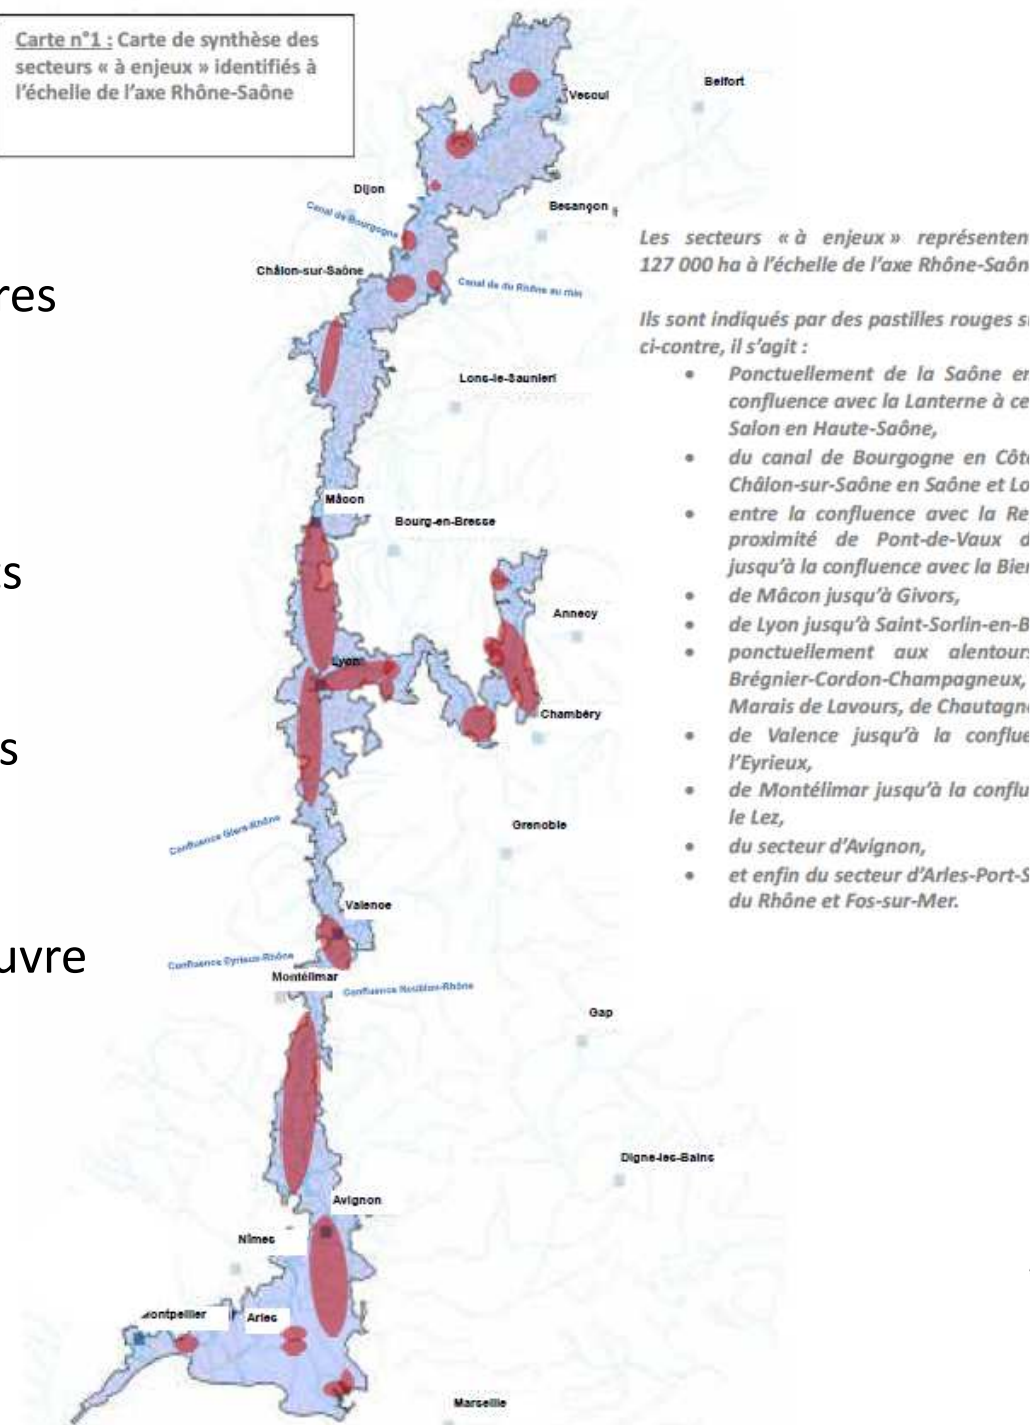 Carte n°1 : Carte de synthèse des
secteurs « à enjeux » identifiés à
l'échelle de l'axe Rhône-Saône
Belfort
Vesoul
Dijon
Canal de Bourgogne
Besançon
Châlon-sur-Saône
Canal de du Rhône au rhin
res
Lons-le-Saunierf
Mâcon
Bourg-en-Bresse
s
Annecy
Lyon
Chambéry
s
Confluence Giers-Rhône
Grenoble
Valence
uvre
Confluence Eyrieux-Rhône
Montélimar
Confluence Roubion-Rhône
Gap
Digne-les-Bains
Avignon
Nîmes
ontpellier
Arles
Marseille
Les secteurs « à enjeux » représenten
127 000 ha à l'échelle de l'axe Rhône-Saôn
Ils sont indiqués par des pastilles rouges s
ci-contre, il s'agit :
• Ponctuellement de la Saône en
confluence avec la Lanterne à ce
Salon en Haute-Saône,
• du canal de Bourgogne en Côt
Châlon-sur-Saône en Saône et Lo
• entre la confluence avec la Re
proximité de Pont-de-Vaux d
jusqu'à la confluence avec la Bie
• de Mâcon jusqu'à Givors,
• de Lyon jusqu'à Saint-Sorlin-en-B
• ponctuellement aux alentours
Brégnier-Cordon-Champagneux,
Marais de Lavours, de Chautagn
• de Valence jusqu'à la conflue
l'Eyrieux,
• de Montélimar jusqu'à la conflu
le Lez,
• du secteur d'Avignon,
• et enfin du secteur d'Arles-Port-S
du Rhône et Fos-sur-Mer.